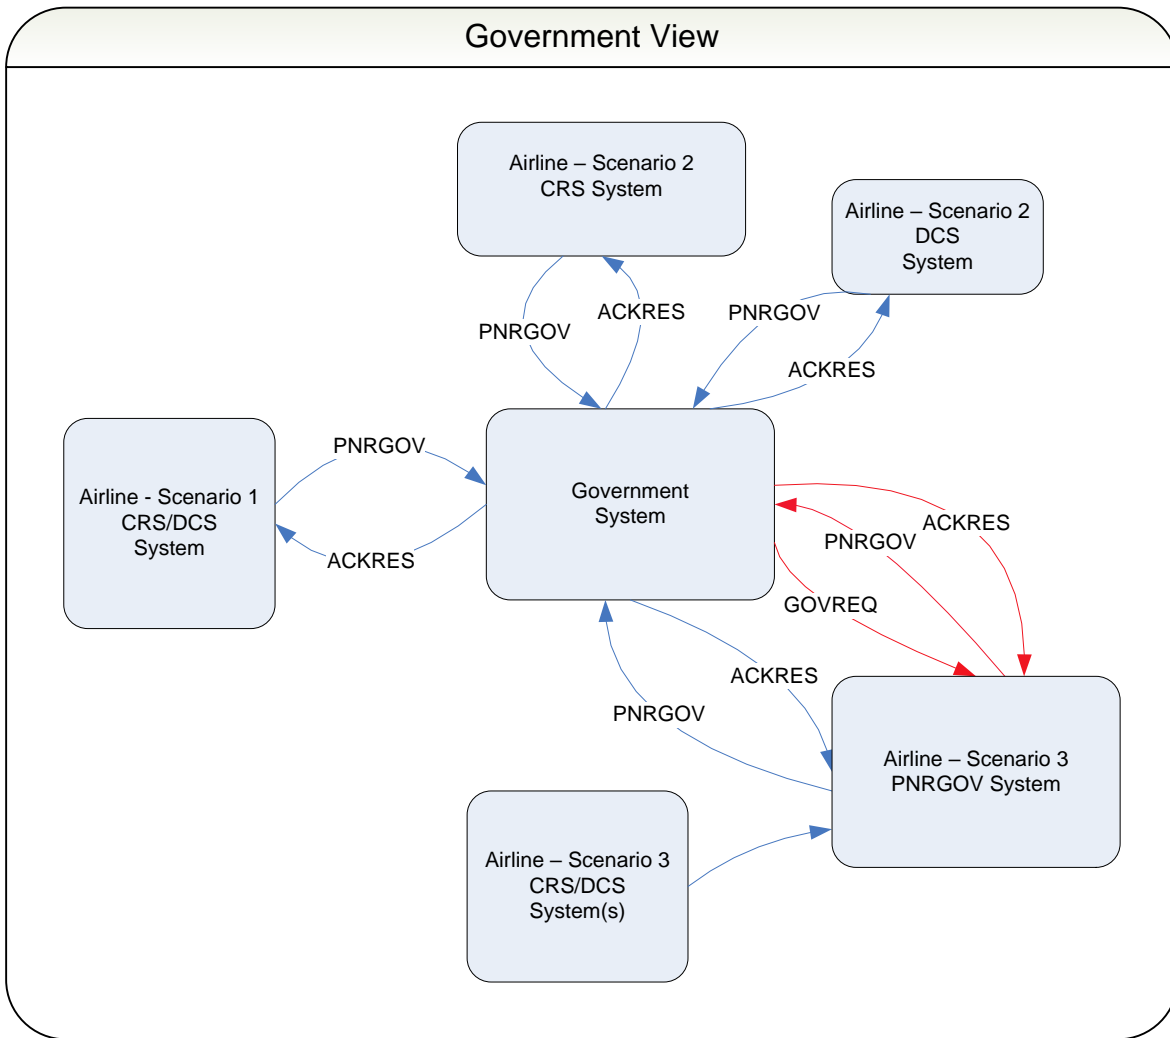 Government View
Airline – Scenario 2
CRS System
Airline – Scenario 2
DCS
System
PNRGOV
ACKRES
PNRGOV
ACKRES
Airline - Scenario 1
CRS/DCS
System
PNRGOV
ACKRES
Government
System
ACKRES
PNRGOV
GOVREQ
ACKRES
PNRGOV
Airline – Scenario 3
PNRGOV System
Airline – Scenario 3
CRS/DCS
System(s)